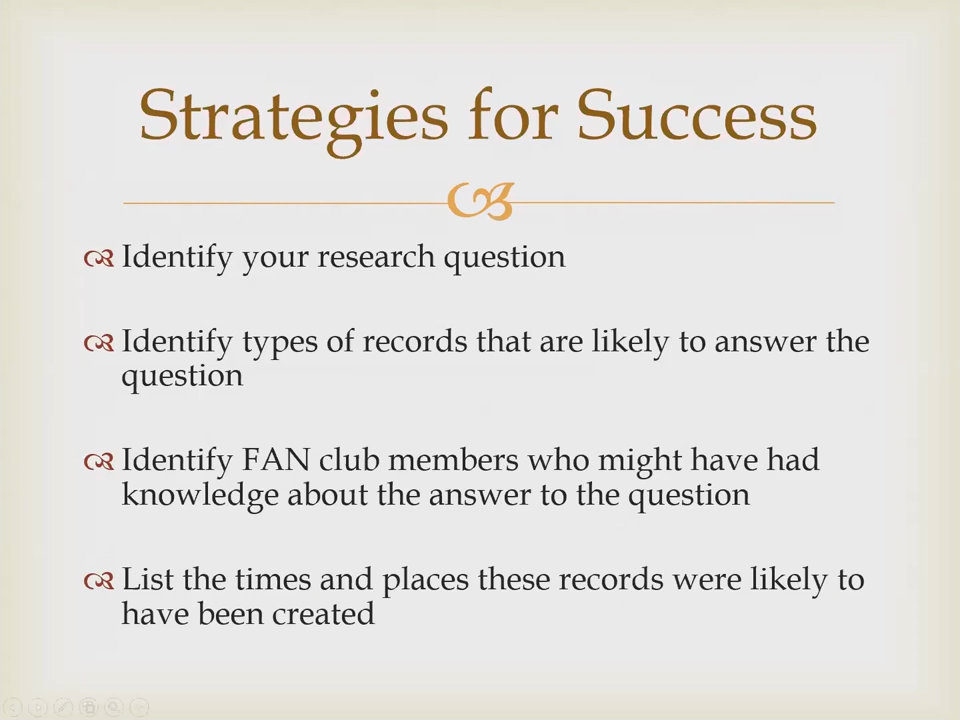 Strategies for Success
Identify your research question
Identify types of records that are likely to answer the
question
Identify FAN club members who might have had
knowledge about the answer to the question
List the times and places these records were likely to
have been created